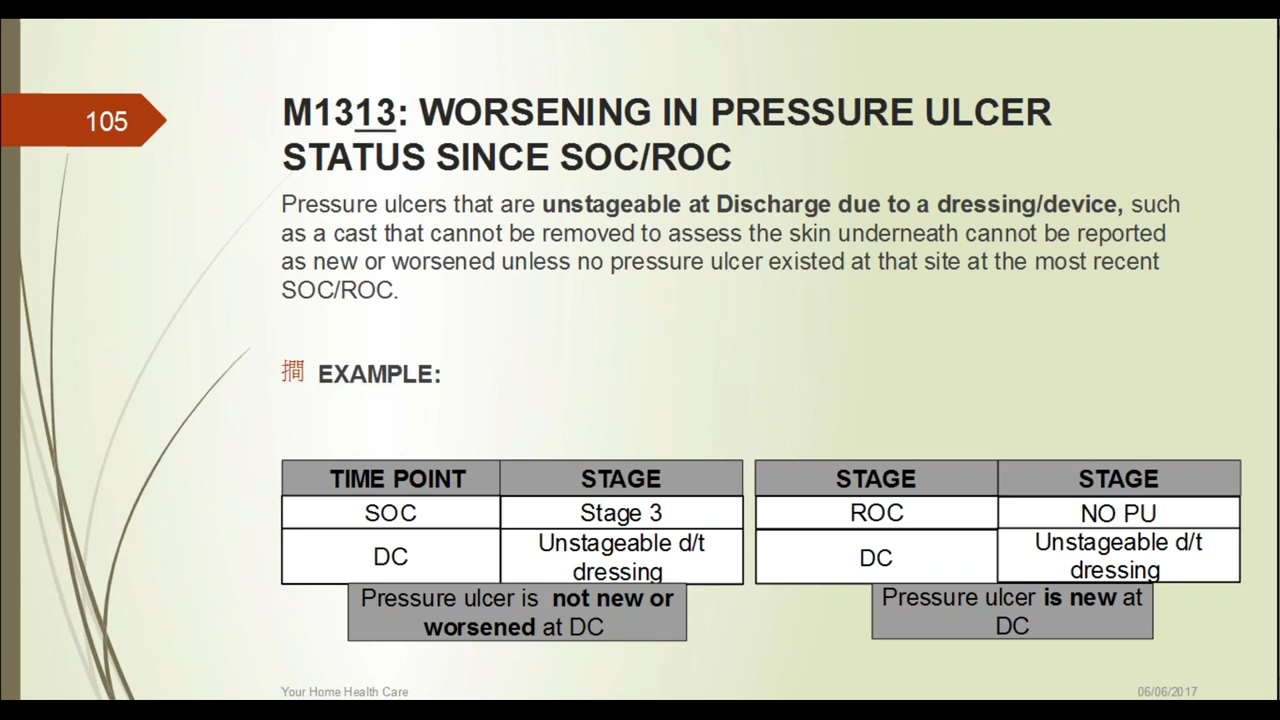 105
M1313: WORSENING IN PRESSURE ULCER
STATUS SINCE SOC/ROC
Pressure ulcers that are unstageable at Discharge due to a dressing/device, such
as a cast that cannot be removed to assess the skin underneath cannot be reported
as new or worsened unless no pressure ulcer existed at that site at the most recent
SOC/ROC.
擱 EXAMPLE:
TIME POINT STAGE
SOC Stage 3
DC Unstageable d/t
dressing
Pressure ulcer is not new or
worsened at DC
STAGE STAGE
ROC NO PU
DC Unstageable d/t
dressing
Pressure ulcer is new at
DC
Your Home Health Care 06/06/2017